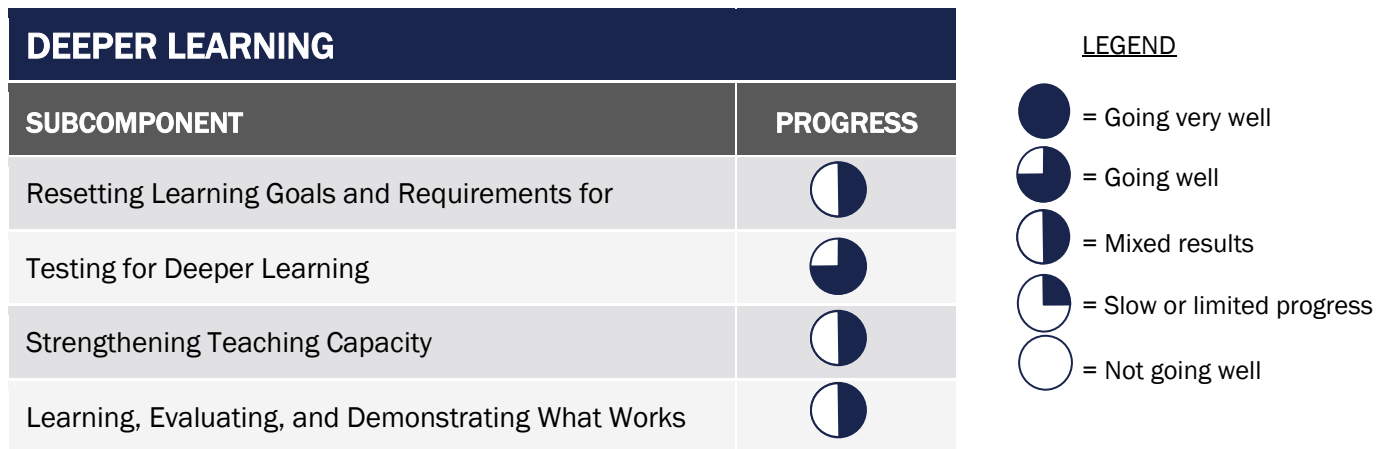 DEEPER LEARNING
SUBCOMPONENT PROGRESS
Resetting Learning Goals and Requirements for
Testing for Deeper Learning
Strengthening Teaching Capacity
Learning, Evaluating, and Demonstrating What Works
LEGEND
= Going very well
= Going well
= Mixed results
= Slow or limited progress
= Not going well